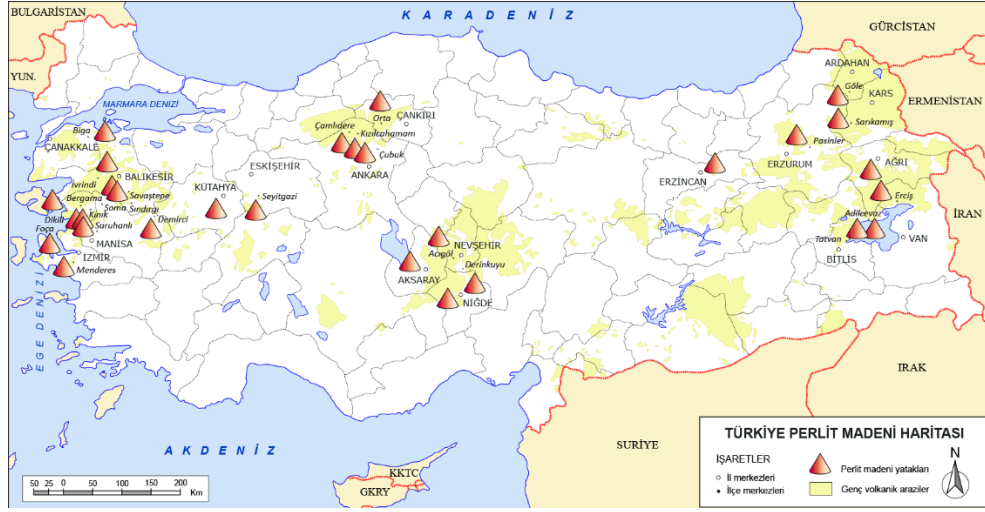 BULGARİSTAN
K A R A D E N İ Z
GÜRCİSTAN
YUN.
MARMARA DENİZİ
ARDAHAN
Göle
KARS
ERMENİSTAN
Sarıkamış
Orta
ÇANKIRI
Çamlıdere
Kızılcahamam
Çubuk
ANKARA
Biga
ÇANAKKALE
Pasinler
ERZURUM
ERZİNCAN
AĞRI
BALIKESİR
ESKİŞEHİR
İvrindi
Savaştepe
KÜTAHYA
Seyitgazi
Bergama
Soma
Sındırgı
Demirci
Dikili
Kınık
Saruhanlı
Foça
MANİSA
İZMİR
Menderes
Erciş
İRAN
Adilcevaz
Tatvan
VAN
BİTLİS
NEVŞEHİR
Acıgöl
Derinkuyu
AKSARAY
NİĞDE
E G E D E N İ Z İ
IRAK
SURİYE
A K D E N İ Z
KKTC
GKRY
50 25 0 50 100 150 200
Km
TÜRKİYE PERLİT MADENİ HARİTASI
İŞARETLER
İl merkezleri
İlçe merkezleri
Perlit madeni yatakları
Genç volkanik araziler
N